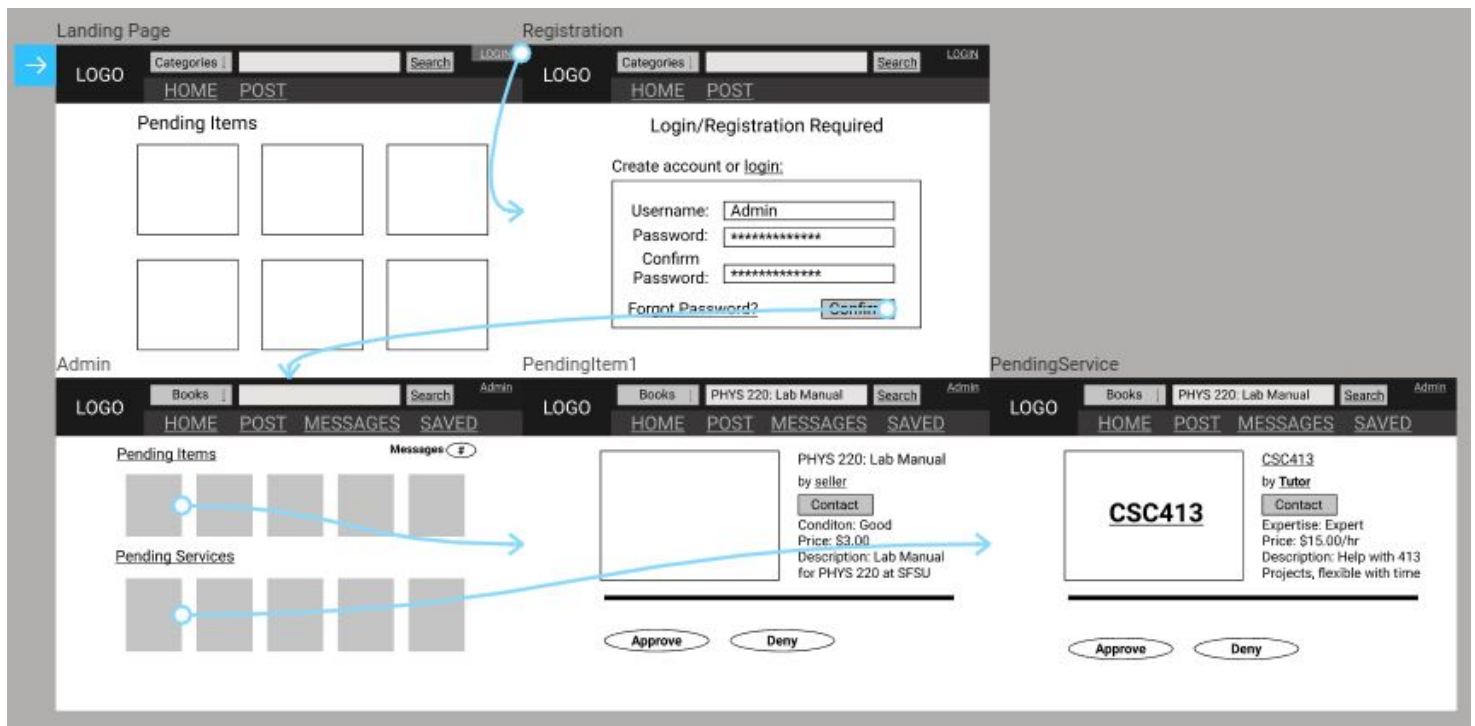 Landing Page
LOGO
Categories
Search
LOGIN
HOME POST
Pending Items
Registration
LOGO
Categories
Search
LOGIN
HOME POST
Login/Registration Required
Create account or login:
Username: Admin
Password: *************
Confirm
Password: *************
Forgot Password? Confirm
Admin
LOGO
Books
Search
Admin
HOME POST MESSAGES SAVED
Pending Items
Messages #
Pending Services
PendingItem1
LOGO
Books
PHYS 220: Lab Manual
Search
Admin
HOME POST MESSAGES SAVED
PHYS 220: Lab Manual
by seller
Contact
Conditon: Good
Price: $3.00
Description: Lab Manual
for PHYS 220 at SFSU
Approve Deny
PendingService
LOGO
Books
PHYS 220: Lab Manual
Search
Admin
HOME POST MESSAGES SAVED
CSC413
CSC413
by Tutor
Contact
Expertise: Expert
Price: $15.00/hr
Description: Help with 413
Projects, flexible with time
Approve Deny